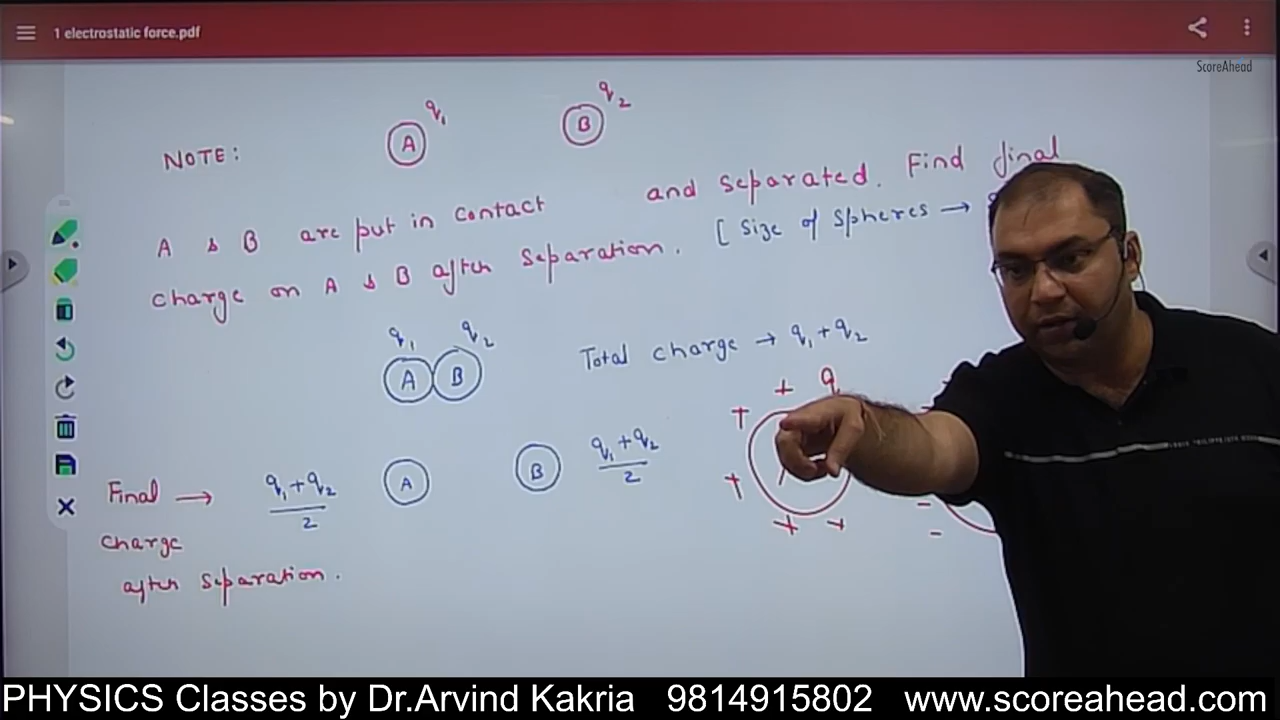 1 electrostatic force.pdf
ScoreAhead
q1 q2
NOTE: A B
A & B are put in contact and separated. Find final
charge on A & B after separation. [ Size of spheres →
q1 q2
A B Total charge → q1+q2
+ + q
Final → q1+q2/2 A B q1+q2/2 +
charge + +
after separation. - -
PHYSICS Classes by Dr.Arvind Kakria 9814915802 www.scoreahead.com